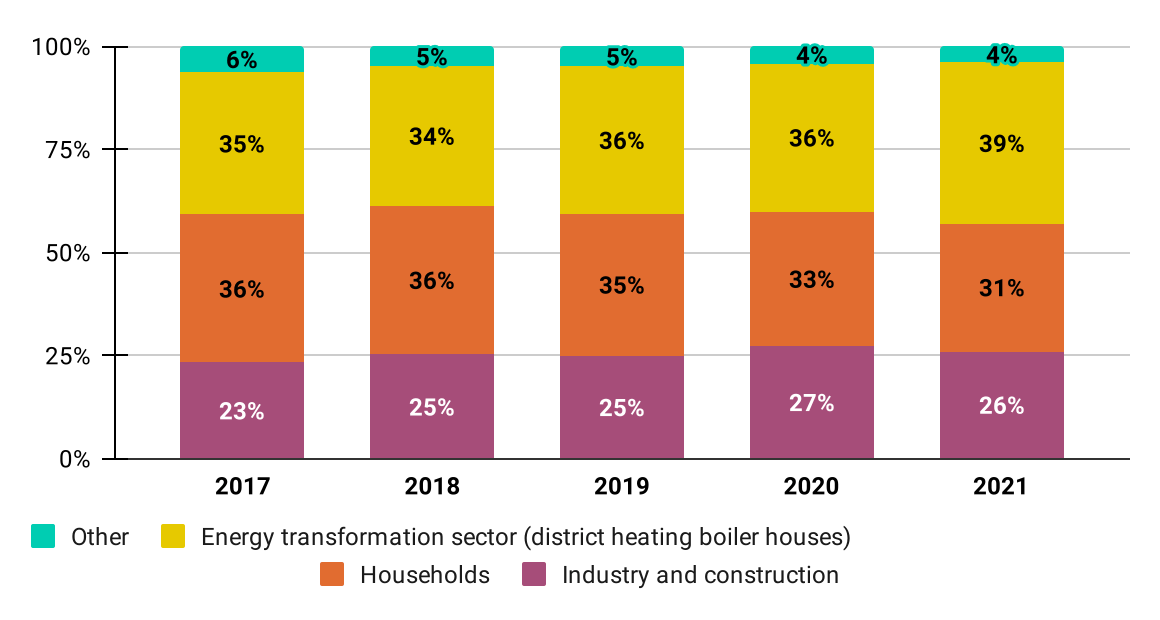 100%
75%
50%
25%
0%
6% 5% 5% 4% 4%
35% 34% 36% 36% 39%
36% 36% 35% 33% 31%
23% 25% 25% 27% 26%
2017 2018 2019 2020 2021
Other Energy transformation sector (district heating boiler houses)
Households Industry and construction